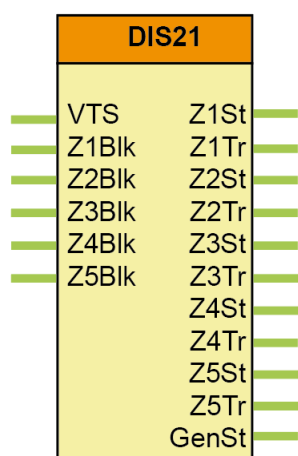 DIS21
VTS Z1St
Z1Blk Z1Tr
Z2Blk Z2St
Z3Blk Z2Tr
Z4Blk Z3St
Z5Blk Z3Tr
Z4St
Z4Tr
Z5St
Z5Tr
GenSt